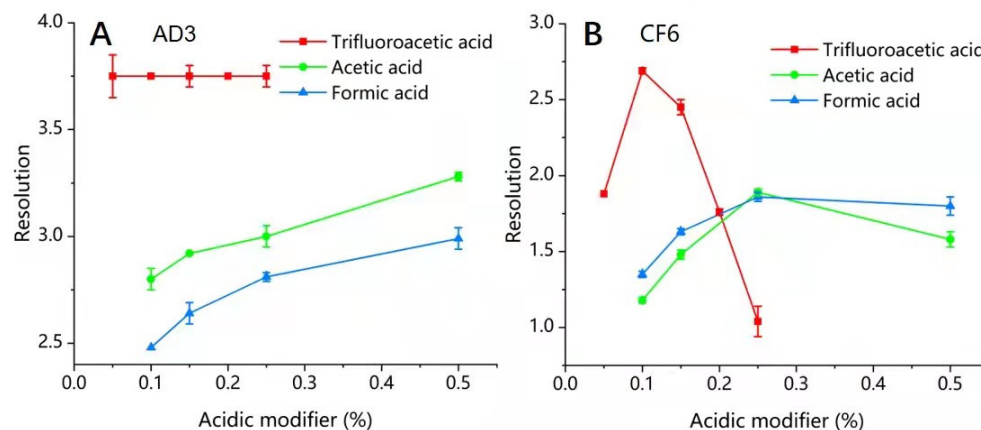 A AD3
Trifluoroacetic acid
Acetic acid
Formic acid
4.0
3.5
3.0
2.5
Resolution
0.0 0.1 0.2 0.3 0.4 0.5
Acidic modifier (%)
B CF6
Trifluoroacetic acid
Acetic acid
Formic acid
3.0
2.5
2.0
1.5
1.0
Resolution
0.0 0.1 0.2 0.3 0.4 0.5
Acidic modifier (%)